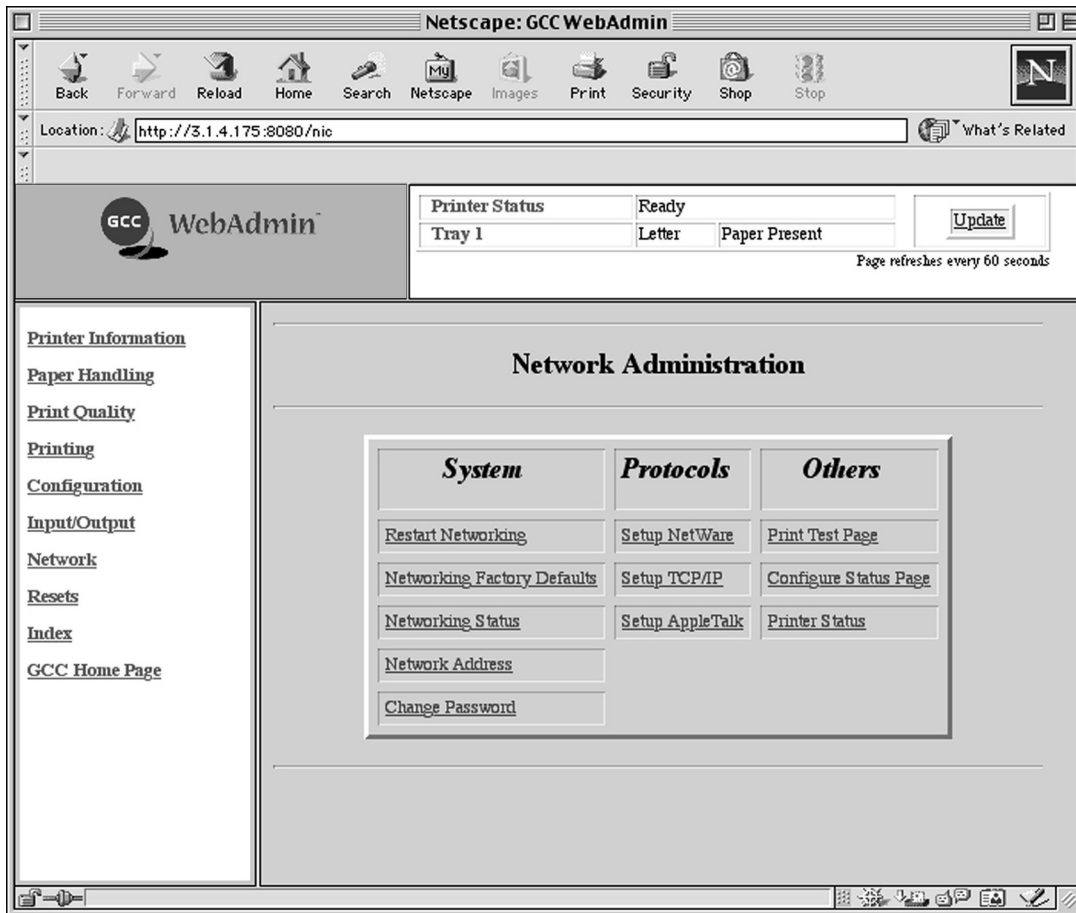 Netscape: GCC WebAdmin
Back Forward Reload Home Search Netscape Images Print Security Shop Stop
My
N
Location: http://3.1.4.175:8080/nic What's Related
GCC WebAdmin™
Printer Status Ready
Tray 1 Letter Paper Present
Update
Page refreshes every 60 seconds
Printer Information
Paper Handling
Print Quality
Printing
Configuration
Input/Output
Network
Resets
Index
GCC Home Page
Network Administration
System Protocols Others
Restart Networking Setup NetWare Print Test Page
Networking Factory Defaults Setup TCP/IP Configure Status Page
Networking Status Setup AppleTalk Printer Status
Network Address
Change Password